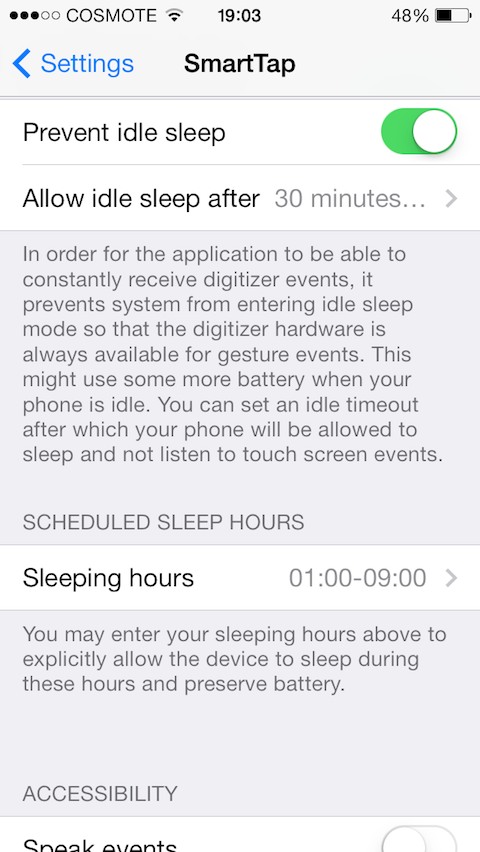 COSMOTE 19:03 48%
Settings SmartTap
Prevent idle sleep
Allow idle sleep after 30 minutes...
In order for the application to be able to
constantly receive digitizer events, it
prevents system from entering idle sleep
mode so that the digitizer hardware is
always available for gesture events. This
might use some more battery when your
phone is idle. You can set an idle timeout
after which your phone will be allowed to
sleep and not listen to touch screen events.
SCHEDULED SLEEP HOURS
Sleeping hours 01:00-09:00
You may enter your sleeping hours above to
explicitly allow the device to sleep during
these hours and preserve battery.
ACCESSIBILITY
Speak events